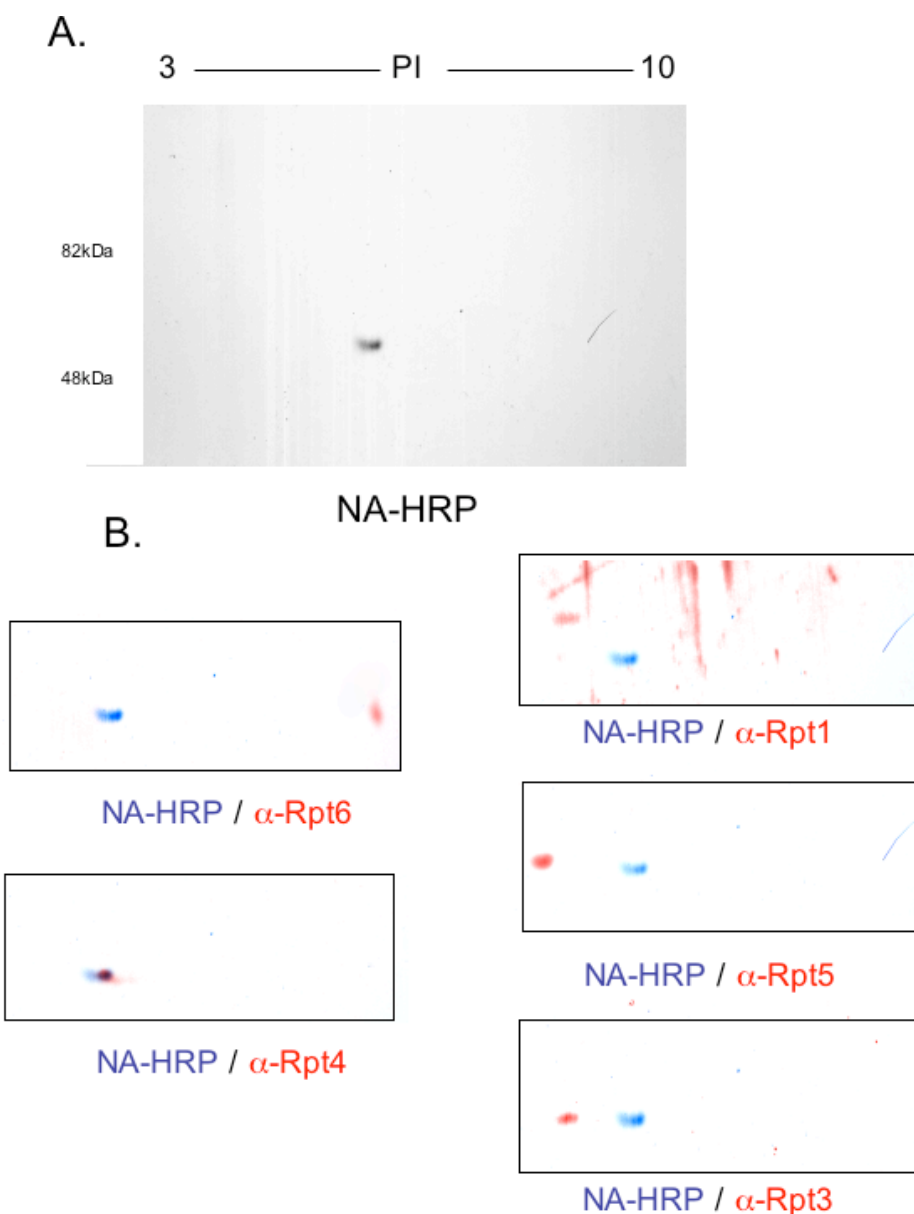 A.
3 PI 10
82kDa
48kDa
NA-HRP
B.
NA-HRP / α-Rpt6
NA-HRP / α-Rpt4
NA-HRP / α-Rpt1
NA-HRP / α-Rpt5
NA-HRP / α-Rpt3